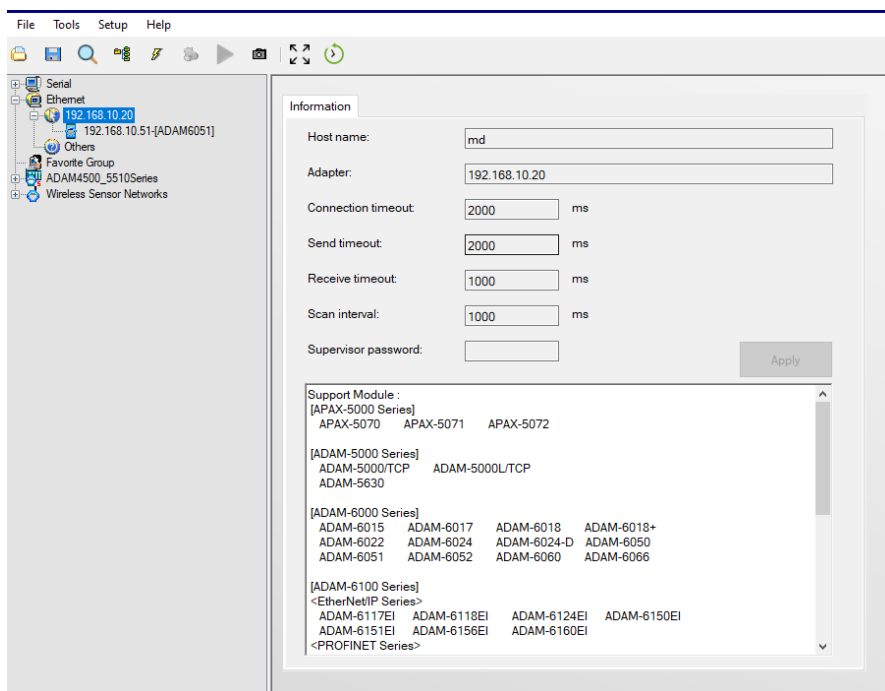 File Tools Setup Help
Serial
Ethernet
192.168.10.20
192.168.10.51-[ADAM6051]
Others
Favorite Group
ADAM4500_5510Series
Wireless Sensor Networks
Information
Host name: md
Adapter: 192.168.10.20
Connection timeout: 2000 ms
Send timeout: 2000 ms
Receive timeout: 1000 ms
Scan interval: 1000 ms
Supervisor password:
Apply
Support Module :
[APAX-5000 Series]
APAX-5070 APAX-5071 APAX-5072
[ADAM-5000 Series]
ADAM-5000/TCP ADAM-5000L/TCP
ADAM-5630
[ADAM-6000 Series]
ADAM-6015 ADAM-6017 ADAM-6018 ADAM-6018+
ADAM-6022 ADAM-6024 ADAM-6024-D ADAM-6050
ADAM-6051 ADAM-6052 ADAM-6060 ADAM-6066
[ADAM-6100 Series]
<EtherNet/IP Series>
ADAM-6117EI ADAM-6118EI ADAM-6124EI ADAM-6150EI
ADAM-6151EI ADAM-6156EI ADAM-6160EI
<PROFINET Series>